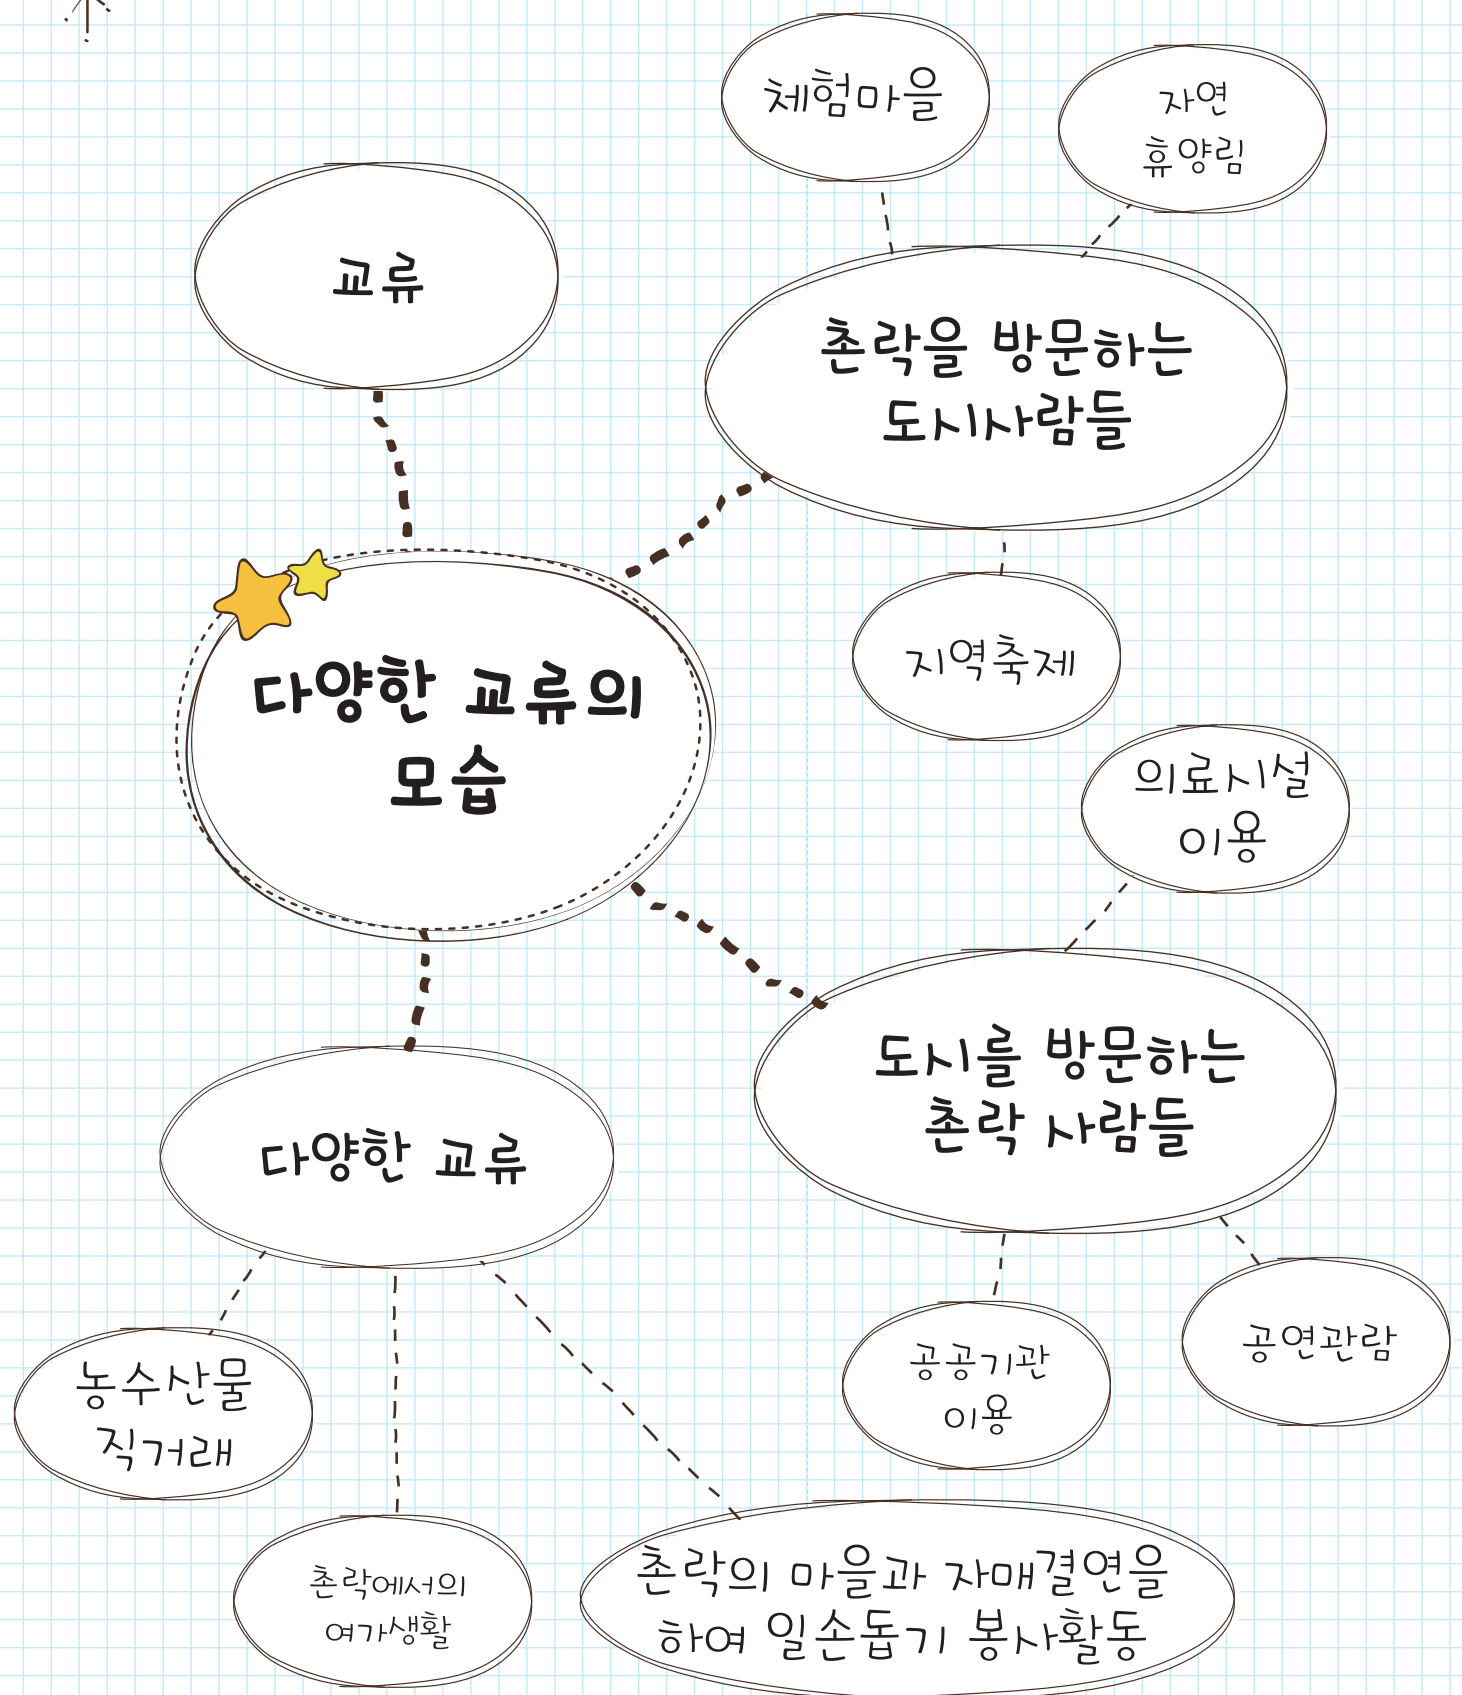 체험마을
자연
휴양림
교류
촌락을 방문하는
도시사람들
지역축제
다양한 교류의
모습
의료시설
이용
도시를 방문하는
촌락 사람들
다양한 교류
공공기관
이용
공연관람
농수산물
직거래
촌락에서의
여가생활
촌락의 마을과 자매결연을
하여 일손돕기 봉사활동